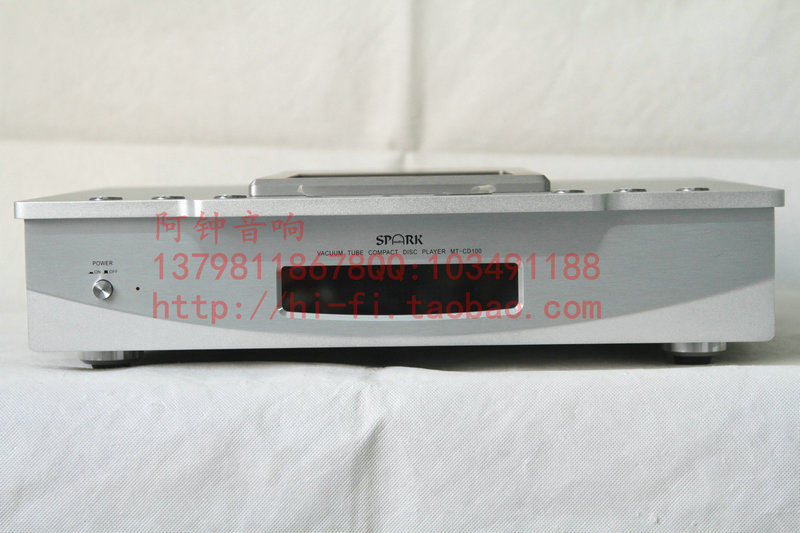 阿钟音响
SPARK
VACUUM TUBE COMPACT DISC PLAYER MT-CD100
POWER
ON OFF
13798118678QQ:103491188
http://hi-fi.taobao.com